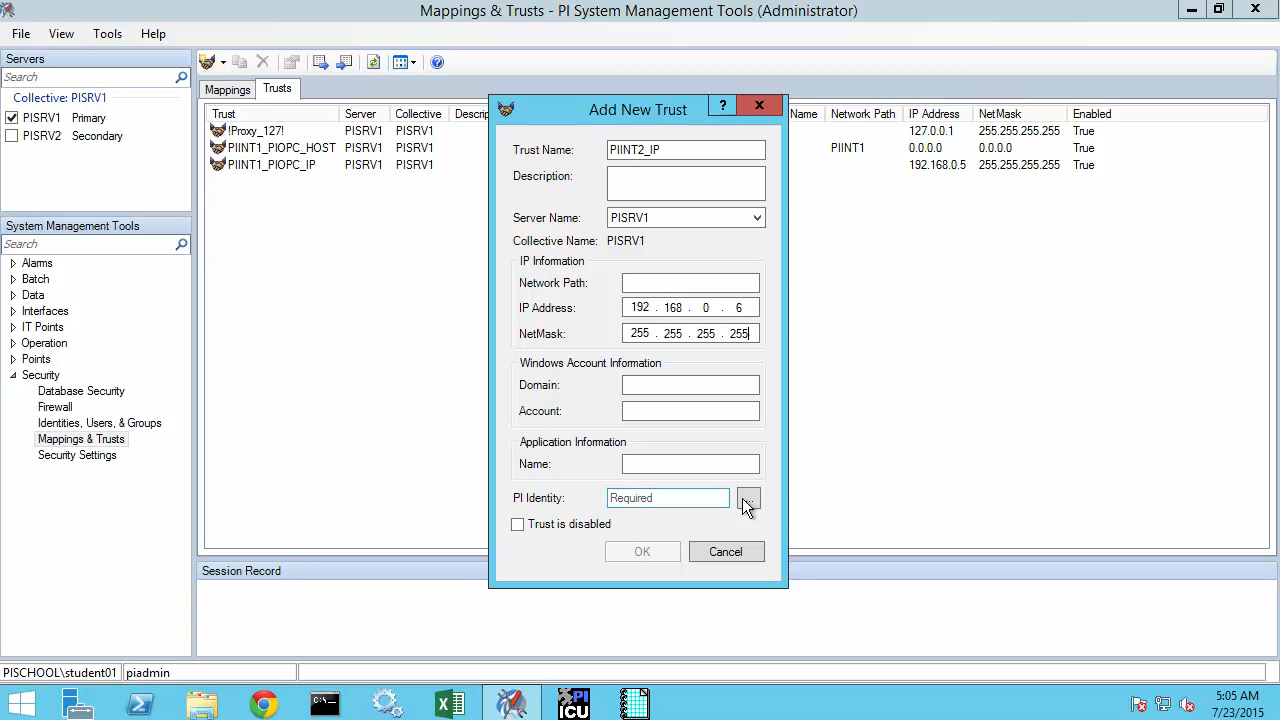 Mappings & Trusts - PI System Management Tools (Administrator)
File View Tools Help
Servers
Search
Collective: PISRV1
PISRV1 Primary
PISRV2 Secondary
System Management Tools
Search
Alarms
Batch
Data
Interfaces
IT Points
Operation
Points
Security
Database Security
Firewall
Identities, Users, & Groups
Mappings & Trusts
Security Settings
Mappings Trusts
Trust Server Collective Descrip Name Network Path IP Address NetMask Enabled
!Proxy_127! PISRV1 PISRV1 127.0.0.1 255.255.255.255 True
PIINT1_PIOPC_HOST PISRV1 PISRV1 PIINT1 0.0.0.0 0.0.0.0 True
PIINT1_PIOPC_IP PISRV1 PISRV1 192.168.0.5 255.255.255.255 True
Add New Trust
Trust Name: PIINT2_IP
Description:
Server Name: PISRV1
Collective Name: PISRV1
IP Information
Network Path:
IP Address: 192 . 168 . 0 . 6
NetMask: 255 . 255 . 255 . 255
Windows Account Information
Domain:
Account:
Application Information
Name:
PI Identity: Required ...
Trust is disabled
OK Cancel
Session Record
PISCHOOL\student01 piadmin
PI
ICU
5:05 AM
7/23/2015